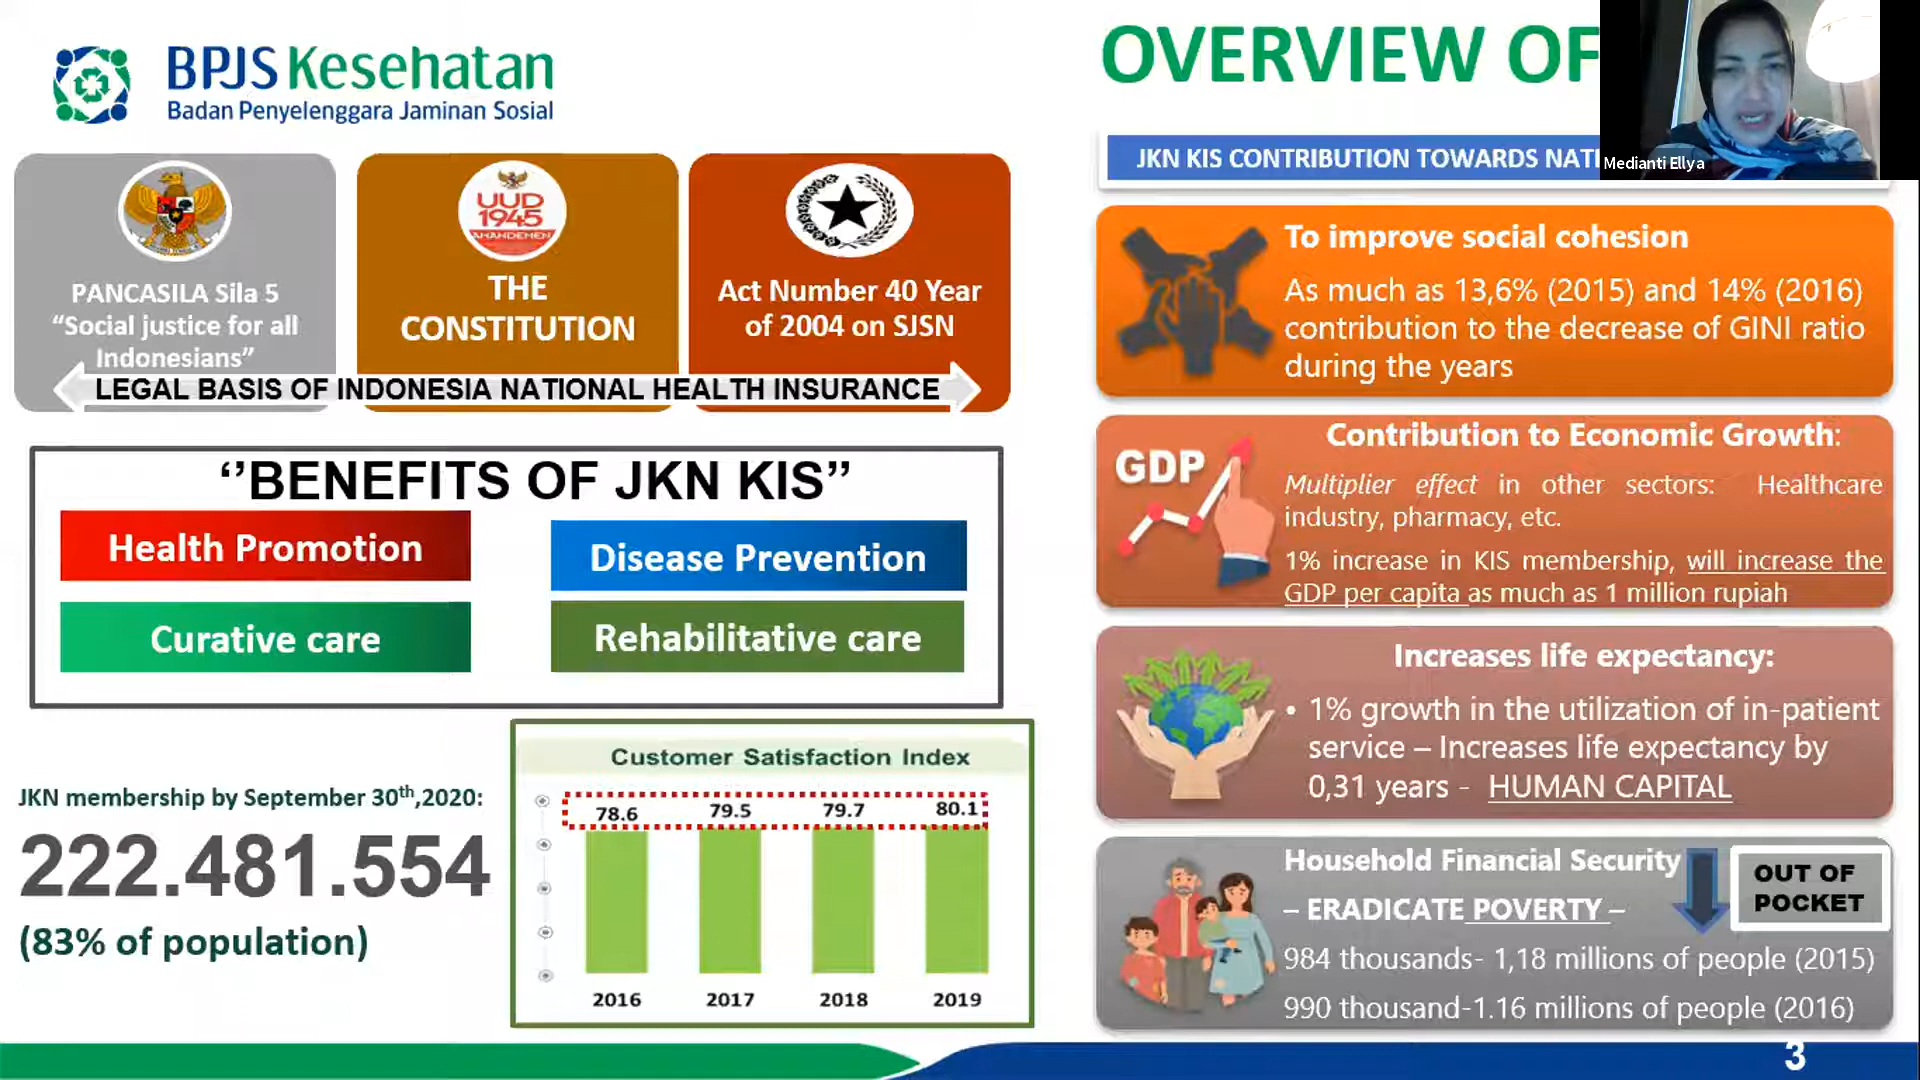 BPJS Kesehatan
Badan Penyelenggara Jaminan Sosial
PANCASILA Sila 5
“Social justice for all
Indonesians”
UUD
1945
AMANDEMEN
THE
CONSTITUTION
Act Number 40 Year
of 2004 on SJSN
LEGAL BASIS OF INDONESIA NATIONAL HEALTH INSURANCE
‘’BENEFITS OF JKN KIS’’
Health Promotion
Disease Prevention
Curative care
Rehabilitative care
JKN membership by September 30th,2020:
222.481.554
(83% of population)
Customer Satisfaction Index
78.6 79.5 79.7 80.1
2016 2017 2018 2019
OVERVIEW OF
JKN KIS CONTRIBUTION TOWARDS NATI
Medianti Ellya
To improve social cohesion
As much as 13,6% (2015) and 14% (2016)
contribution to the decrease of GINI ratio
during the years
GDP
Contribution to Economic Growth:
Multiplier effect in other sectors: Healthcare
industry, pharmacy, etc.
1% increase in KIS membership, will increase the
GDP per capita as much as 1 million rupiah
Increases life expectancy:
• 1% growth in the utilization of in-patient
service – Increases life expectancy by
0,31 years - HUMAN CAPITAL
Household Financial Security
– ERADICATE POVERTY –
OUT OF
POCKET
984 thousands- 1,18 millions of people (2015)
990 thousand-1.16 millions of people (2016)
3